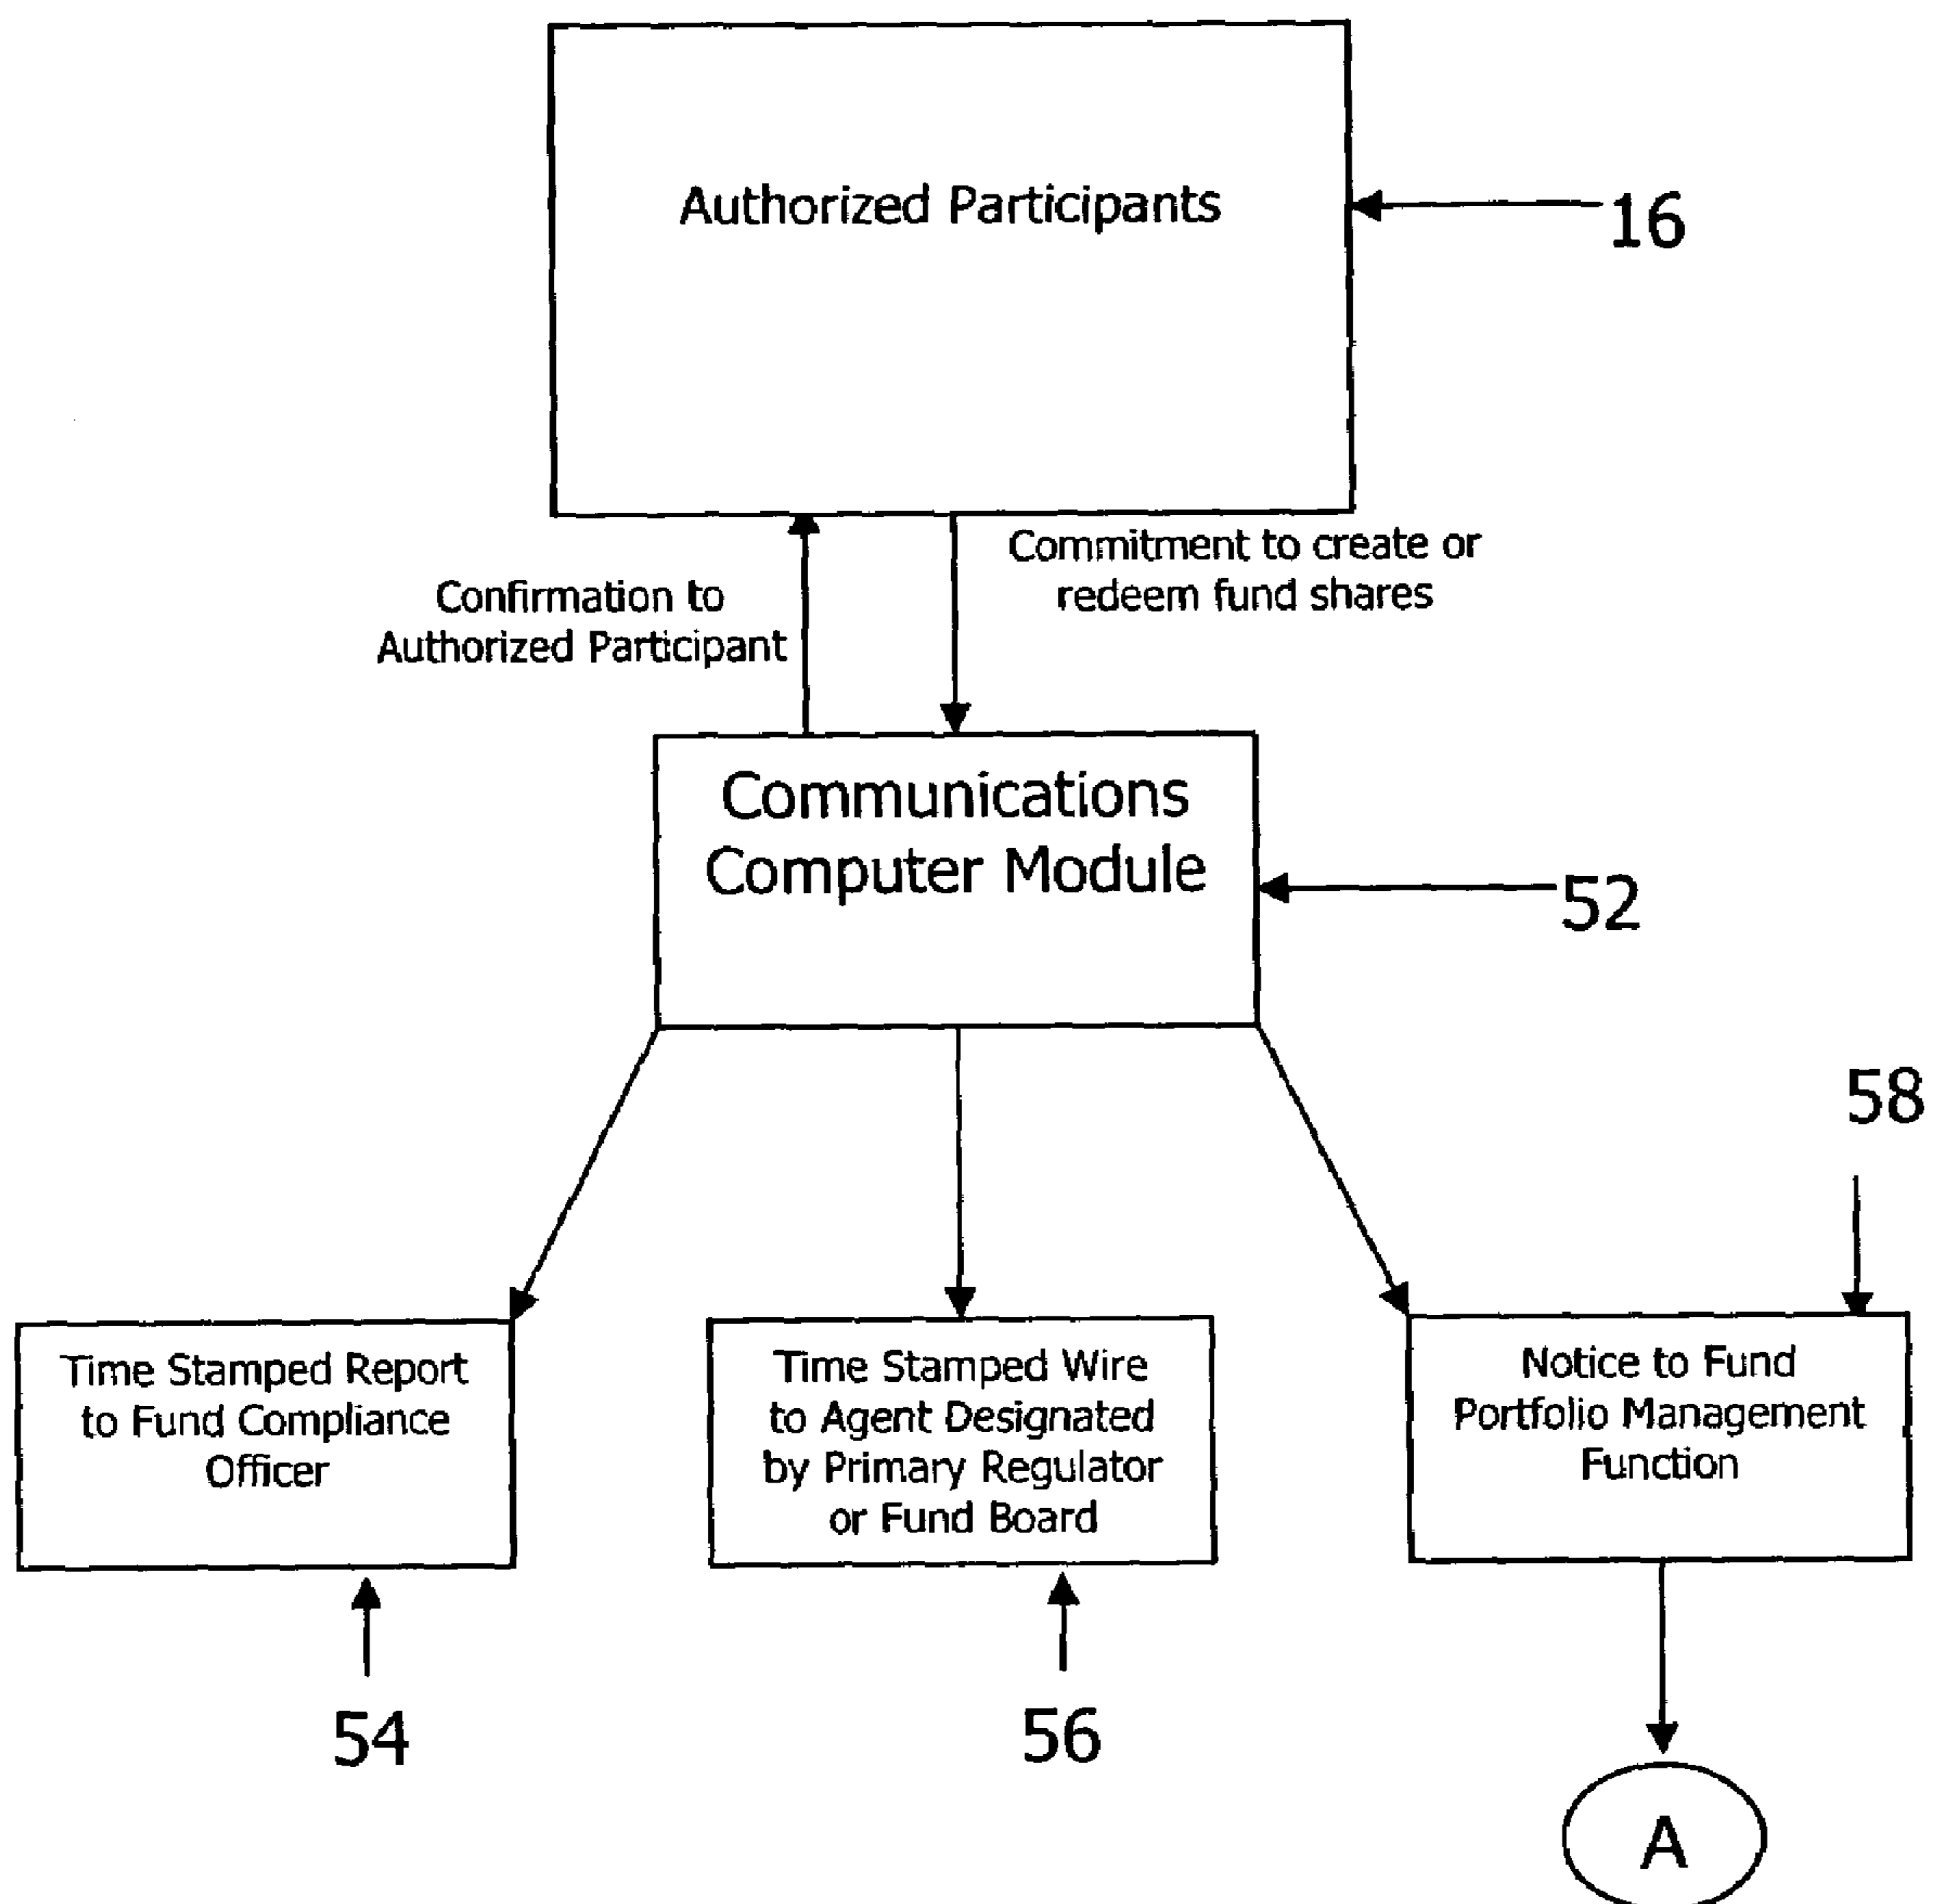 Authorized Participants
16
Commitment to create or
redeem fund shares
Confirmation to
Authorized Participant
Communications
Computer Module
52
58
Time Stamped Report
to Fund Compliance
Officer
Time Stamped Wire
to Agent Designated
by Primary Regulator
or Fund Board
Notice to Fund
Portfolio Management
Function
54
56
A